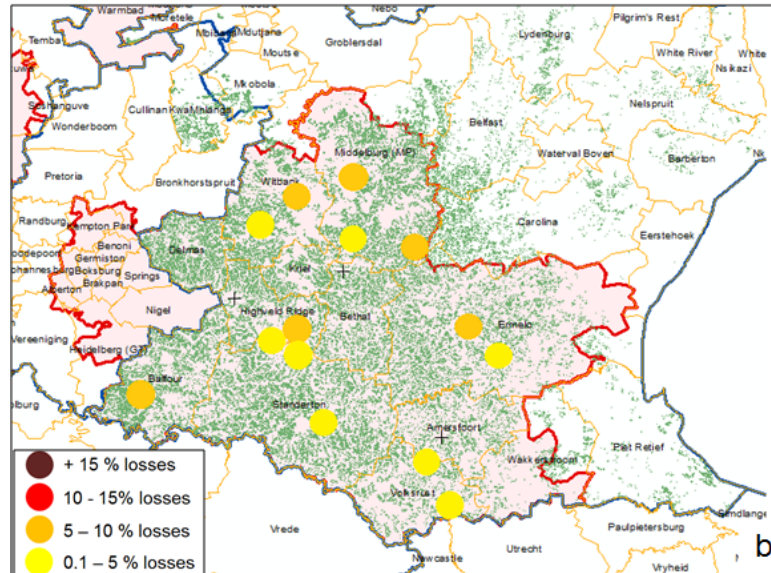 Warmbad
Moretele
Mbibana
Mdutjana
Nebo
Pilgrim's Rest
Temba
Moutse
Groblersdal
Lydenburg
White River
White
Nsikazi
Mkobola
Soshanguve
Cullinan
KwaMhlanga
Wonderboom
Nelspruit
Belfast
Middelburg (MP)
Waterval Boven
Barberton
Nk
Pretoria
Bronkhorstspruit
Witbank
Randburg
Kempton Park
Carolina
Eerstehoek
Benoni
Delmas
Germiston
Boksburg
Springs
Kriel
Alberton
Brakpan
Nigel
Highveld Ridge
Bethal
Ermelo
Vereeniging
Balfour
Standerton
Amersfoort
Piet Retief
Wakkerstroom
Volksrust
+ 15 % losses
10 - 15% losses
5 – 10 % losses
0.1 – 5 % losses
Vrede
Newcastle
Utrecht
Paulpietersburg
Vryheid
b